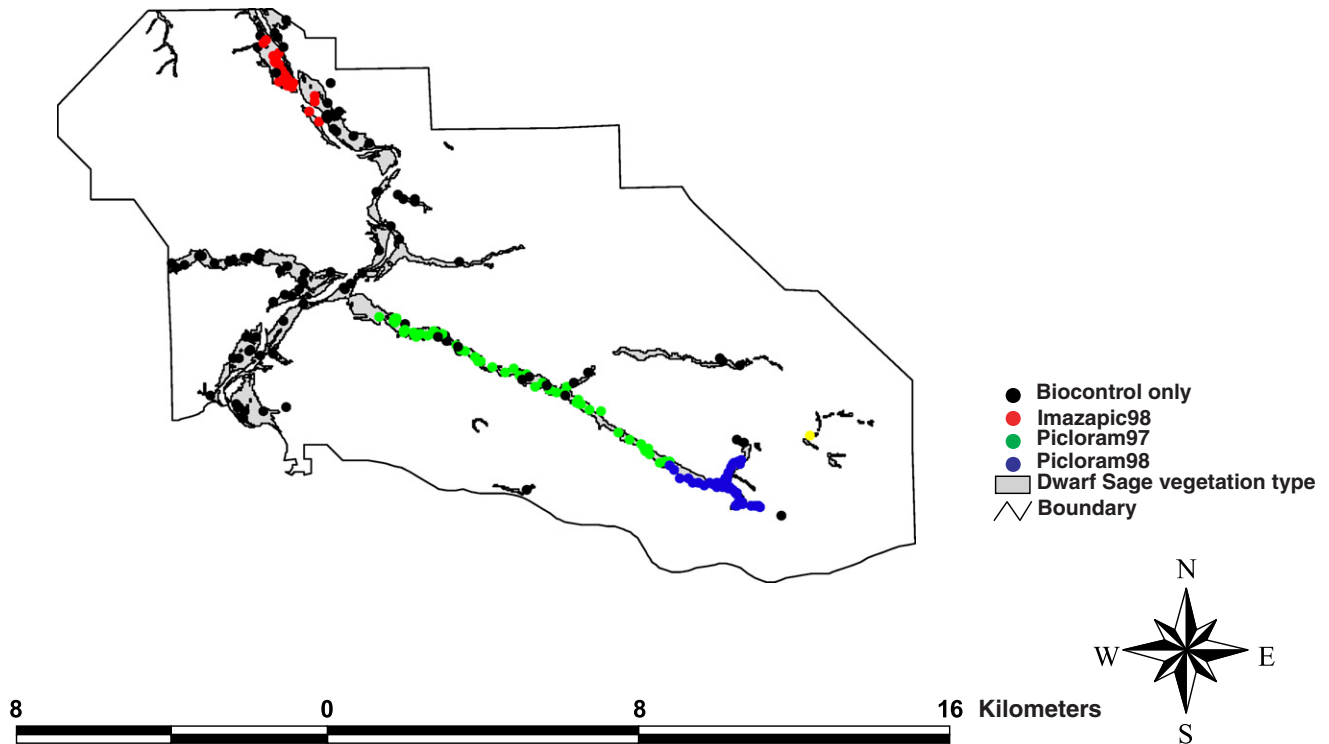 Biocontrol only
Imazapic98
Picloram97
Picloram98
Dwarf Sage vegetation type
Boundary
N
W E
S
8 0 8 16 Kilometers